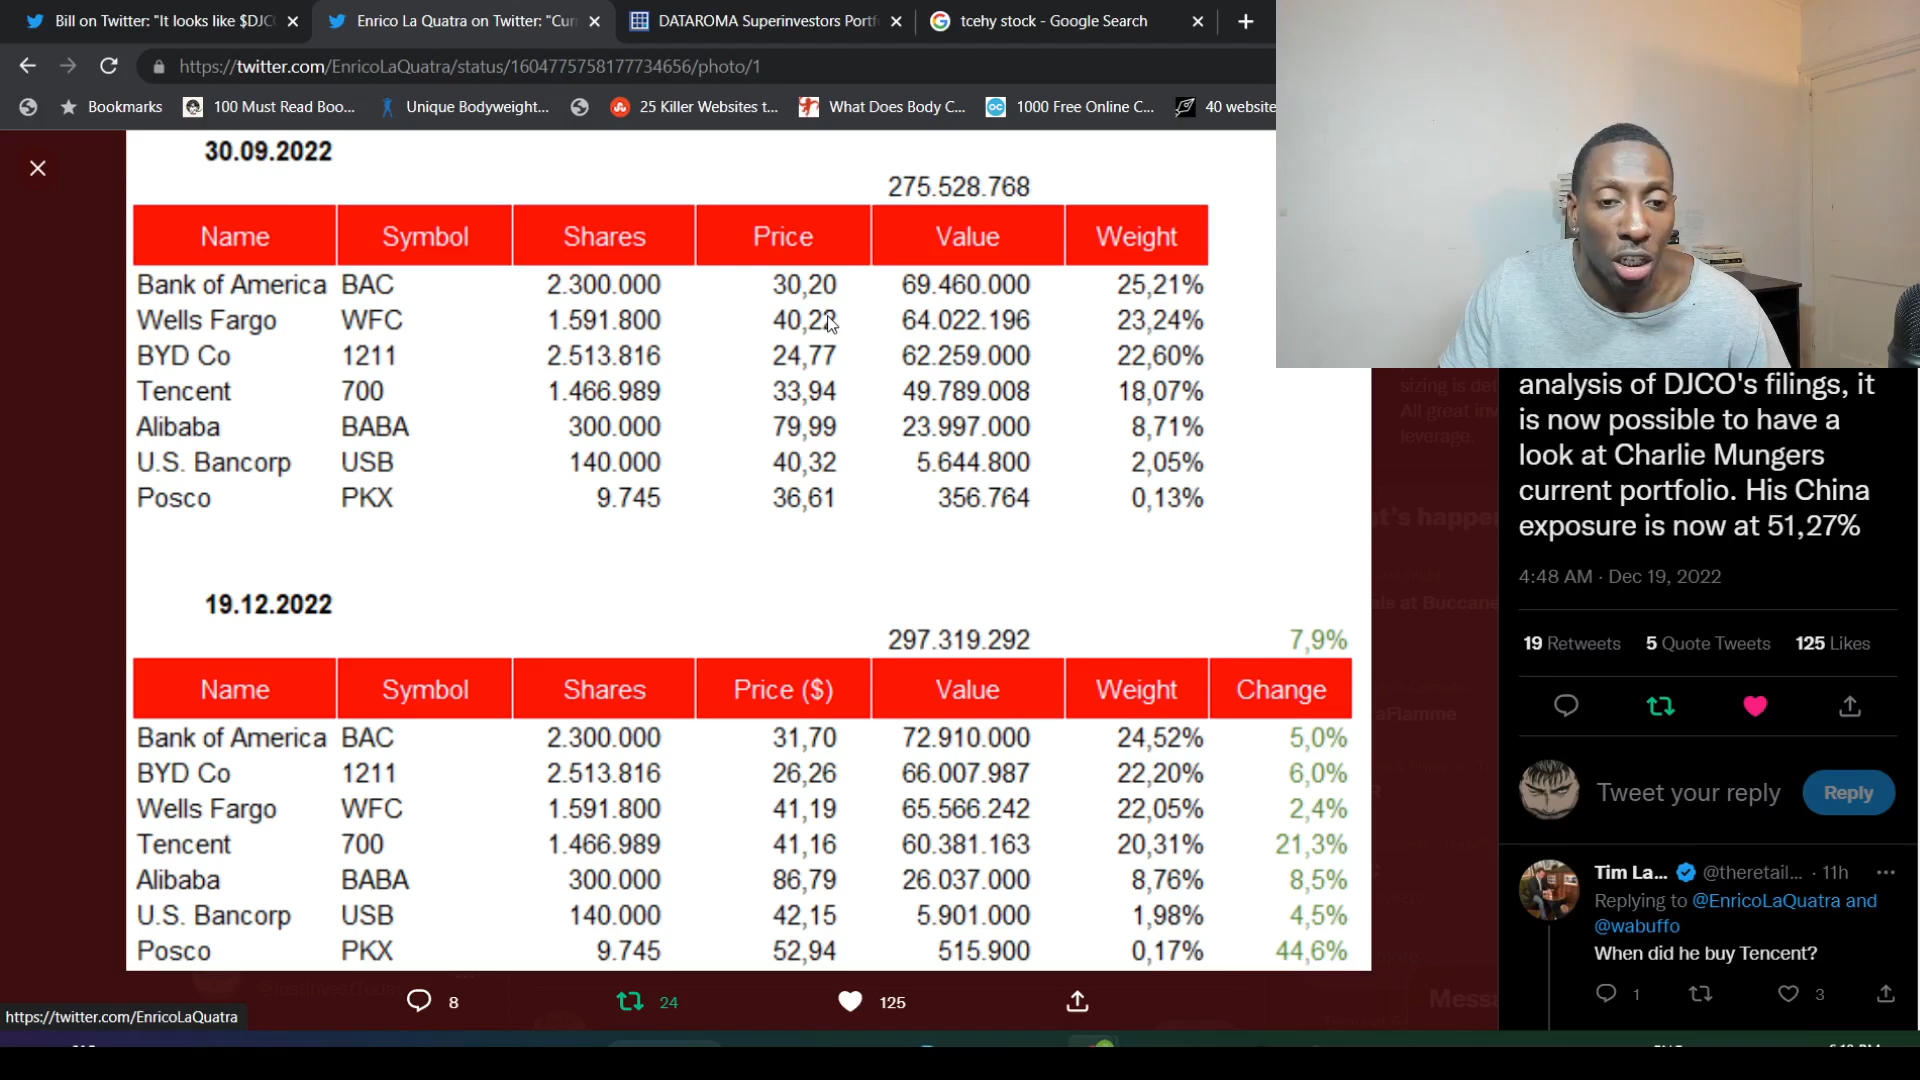 Bill on Twitter: "It looks like $DJC
Enrico La Quatra on Twitter: "Cur
DATAROMA Superinvestors Portf
tcehy stock - Google Search
https://twitter.com/EnricoLaQuatra/status/1604775758177734656/photo/1
Bookmarks
100 Must Read Boo...
Unique Bodyweight...
25 Killer Websites t...
What Does Body C...
1000 Free Online C...
40 website
30.09.2022
275.528.768
Name Symbol Shares Price Value Weight
Bank of America BAC 2.300.000 30,20 69.460.000 25,21%
Wells Fargo WFC 1.591.800 40,22 64.022.196 23,24%
BYD Co 1211 2.513.816 24,77 62.259.000 22,60%
Tencent 700 1.466.989 33,94 49.789.008 18,07%
Alibaba BABA 300.000 79,99 23.997.000 8,71%
U.S. Bancorp USB 140.000 40,32 5.644.800 2,05%
Posco PKX 9.745 36,61 356.764 0,13%
19.12.2022
297.319.292 7,9%
Name Symbol Shares Price ($) Value Weight Change
Bank of America BAC 2.300.000 31,70 72.910.000 24,52% 5,0%
BYD Co 1211 2.513.816 26,26 66.007.987 22,20% 6,0%
Wells Fargo WFC 1.591.800 41,19 65.566.242 22,05% 2,4%
Tencent 700 1.466.989 41,16 60.381.163 20,31% 21,3%
Alibaba BABA 300.000 86,79 26.037.000 8,76% 8,5%
U.S. Bancorp USB 140.000 42,15 5.901.000 1,98% 4,5%
Posco PKX 9.745 52,94 515.900 0,17% 44,6%
8 24 125
https://twitter.com/EnricoLaQuatra
analysis of DJCO's filings, it
is now possible to have a
look at Charlie Mungers
current portfolio. His China
exposure is now at 51,27%
4:48 AM · Dec 19, 2022
19 Retweets 5 Quote Tweets 125 Likes
Tweet your reply
Reply
Tim La... @theretail... · 11h
Replying to @EnricoLaQuatra and
@wabuffo
When did he buy Tencent?
1 3